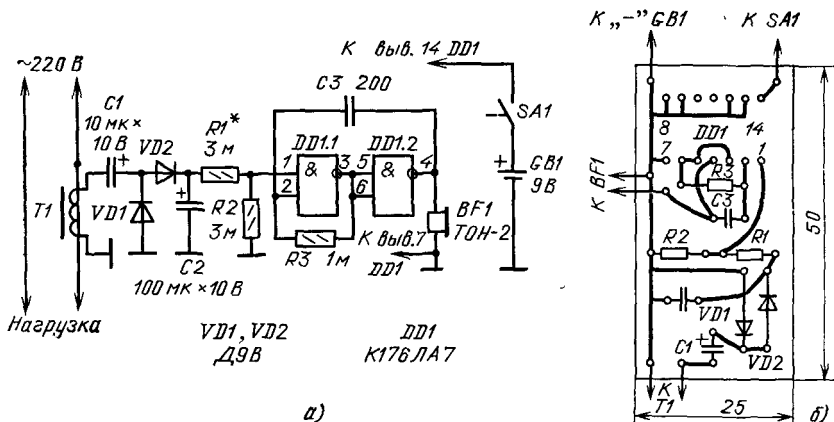 ~220 В
C1
10 мк×
10 В
VD2
R1*
3 м
C3 200
К выв. 14 DD1
SA1
GB1
9 В
DD1.1
DD1.2
&
&
1
2
3
5
6
4
T1
VD1
R2
3 м
C2
100 мк×10 В
R3 1 м
К выв. 7
DD1
BF1
ТОН-2
Нагрузка
VD1, VD2
Д9В
DD1
К176ЛА7
а)
К „-” GB1
К SA1
8
14
7
DD1
1
К BF1
R3
C3
R2
R1
VD1
C1
+
VD2
К
T1
50
25
б)